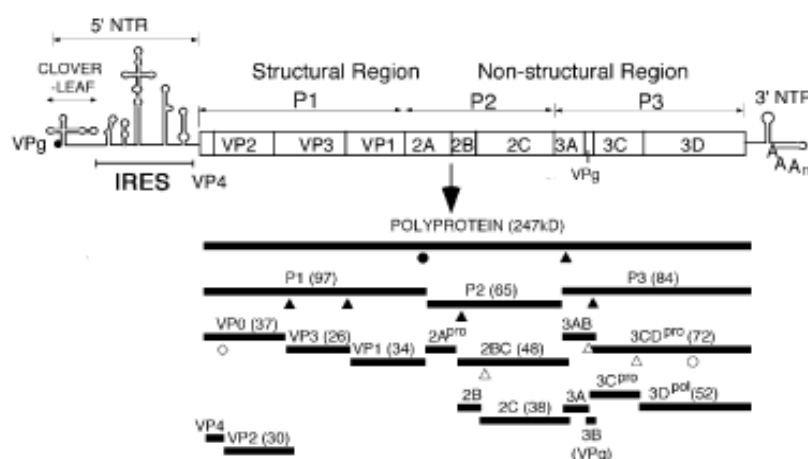 5' NTR
CLOVER
-LEAF
Structural Region Non-structural Region
P1 P2 P3
3' NTR
VPg
VP2 VP3 VP1 2A 2B 2C 3A 3C 3D
AAAn
IRES VP4 VPg
POLYPROTEIN (247kD)
P1 (97) P2 (65) P3 (84)
VP0 (37) VP3 (26) VP1 (34) 2Apro 2BC (48) 3AB 3CDpro (72)
2B 2C (38) 3A 3Cpro 3Dpol (52)
VP4 VP2 (30) 3B
(VPg)